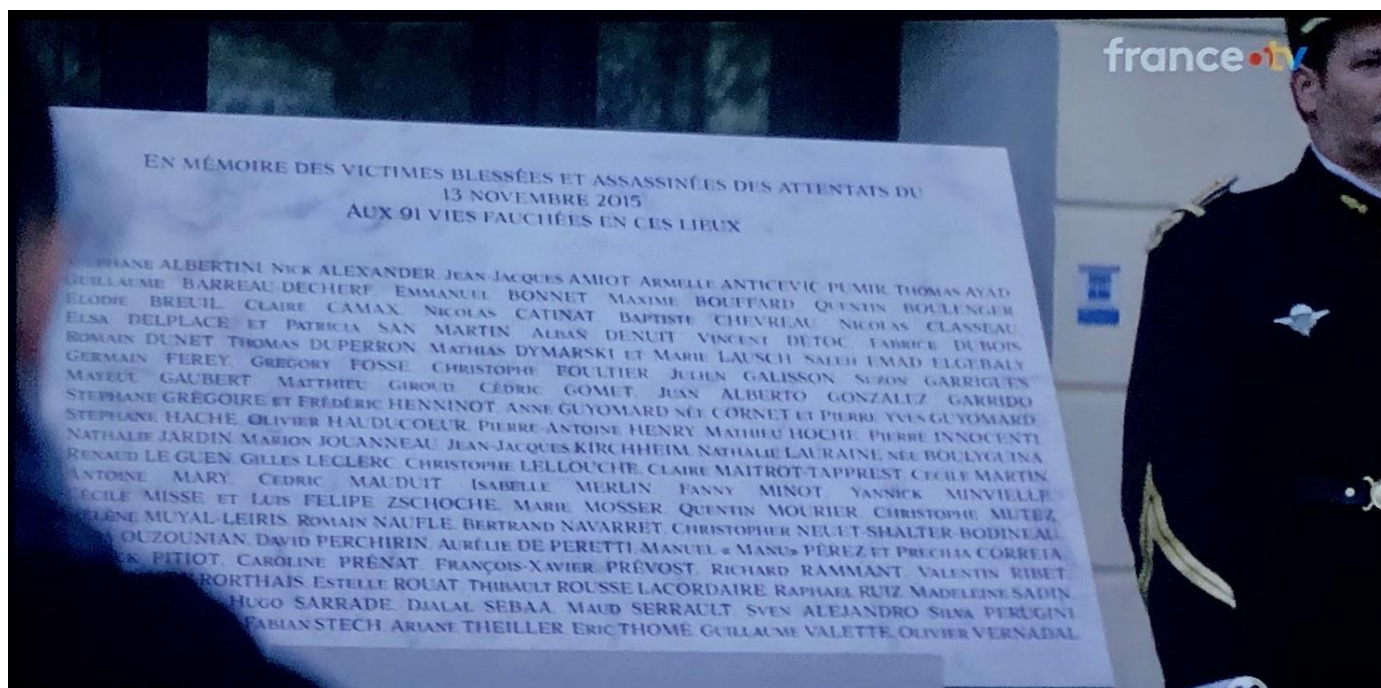 france•tv
EN MÉMOIRE DES VICTIMES BLESSÉES ET ASSASSINÉES DES ATTENTATS DU
13 NOVEMBRE 2015
AUX 91 VIES FAUCHÉES EN CES LIEUX
ALBERTINI NICK ALEXANDER JEAN-JACQUES AMIOT ARMELLE ANTICEVIC PUMIR THOMAS AYAD
GUILLAUME BARREAU-DECHERF EMMANUEL BONNET MAXIME BOUFFARD QUENTIN BOULENGER
ELODIE BREUIL CLAIRE CAMAX NICOLAS CATINAT BAPTISTE CHEVREAU NICOLAS CLASSEAU
ELSA DELPLACE ET PATRICIA SAN MARTIN ALBAN DENUIT VINCENT DETOC FABRICE DUBOIS
ROMAIN DUNET THOMAS DUPERRON MATHIAS DYMARSKI ET MARIE LAUSCH SALEH EMAD ELGEBALY
GERMAIN FEREY GRÉGORY FOSSE CHRISTOPHE FOULTIER JULIEN GALISSON SUZON GARRIGUES
MAYEUL GAUBERT MATTHIEU GIROUD CÉDRIC GOMET JUAN ALBERTO GONZALEZ GARRIDO
STÉPHANE GRÉGOIRE ET FRÉDÉRIC HENNINOT ANNE GUYOMARD NÉE CORNET ET PIERRE YVES GUYOMARD
STÉPHANE HACHE OLIVIER HAUDUCOEUR PIERRE-ANTOINE HENRY MATHIEU HOCHE PIERRE INNOCENTI
NATHALIE JARDIN MARION JOUANNEAU JEAN-JACQUES KIRCHHEIM NATHALIE LAURAINE NÉE BOULYGUINA
RENAUD LE GUEN GILLES LECLERC CHRISTOPHE LELLOUCHE CLAIRE MAITROT-TAPPREST CÉCILE MARTIN
ANTOINE MARY CÉDRIC MAUDUIT ISABELLE MERLIN FANNY MINOT YANNICK MINVIELLE
CÉCILE MISSE ET LUIS FELIPE ZSCHOCHE MARIE MOSSER QUENTIN MOURIER CHRISTOPHE MUTEZ
MUYAL-LEIRIS ROMAIN NAUFLE BERTRAND NAVARRET CHRISTOPHER NEUET-SHALTER BODINEAU
OUZOUNIAN DAVID PERCHIRIN AURÉLIE DE PERETTI MANUEL « MANU» PÉREZ ET PRECILIA CORREIA
PITIOT CAROLINE PRÉNAT FRANÇOIS-XAVIER PRÉVOST RICHARD RAMMANT VALENTIN RIBET
RORTHAIS ESTELLE ROUAT THIBAULT ROUSSE LACORDAIRE RAPHAEL RUIZ MADELEINE SADIN
HUGO SARRADE DJALAL SEBAA MAUD SERRAULT SVEN ALEJANDRO SILVA PERUGINI
FABIAN STECH ARIANE THEILLER ERIC THOMÉ GUILLAUME VALETTE OLIVIER VERNADAL